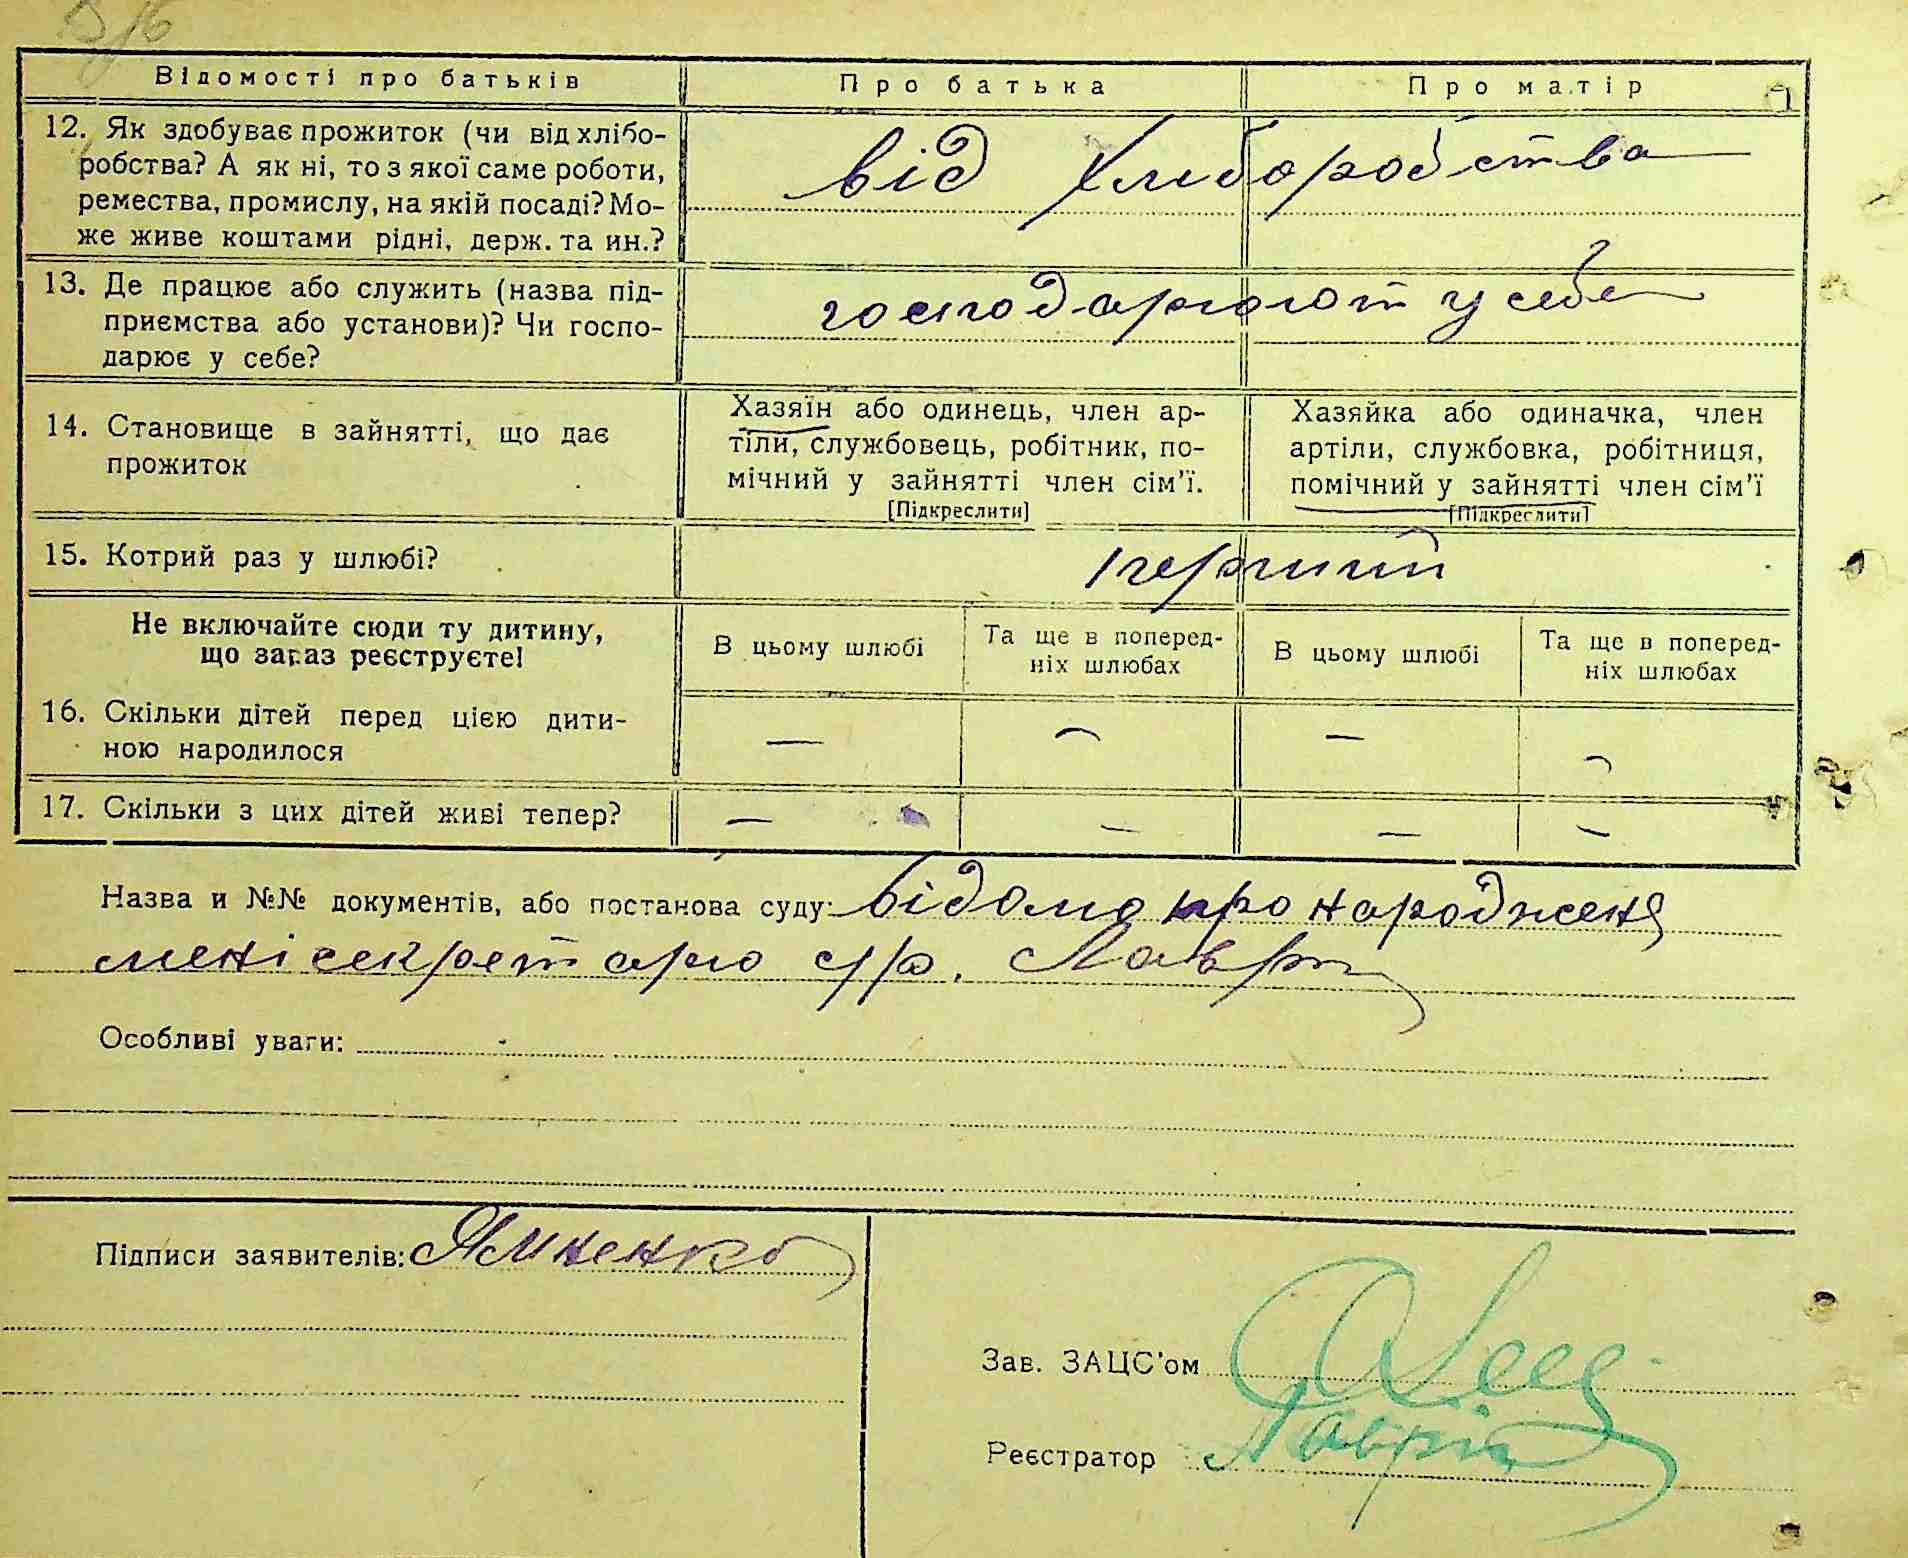 Відомості про батьків Про батька Про матір
12. Як здобуває прожиток (чи від хлібо-
робства? А як ні, то з якої саме роботи,
ремества, промислу, на якій посаді? Мо-
же живе коштами рідні, держ. та ин.?
від хліборобства
13. Де працює або служить (назва під-
приємства або установи)? Чи госпо-
дарює у себе?
господарюют у себе
14. Становище в зайнятті, що дає
прожиток
Хазяїн або одинець, член ар-
тіли, службовець, робітник, по-
мічний у зайнятті член сім'ї.
[Підкреслити]
Хазяйка або одиначка, член
артіли, службовка, робітниця,
помічний у зайнятті член сім'ї
[Підкреслити]
15. Котрий раз у шлюбі?
перший
Не включайте сюди ту дитину,
що зараз реєструєте!
В цьому шлюбі
Та ще в поперед-
ніх шлюбах
В цьому шлюбі
Та ще в поперед-
ніх шлюбах
16. Скільки дітей перед цією дити-
ною народилося
— — — —
17. Скільки з цих дітей живі тепер?
— — — —
Назва и №№ документів, або постанова суду: відомо про народженя
мені секретарю с/р.
Особливі уваги:
Підписи заявителів: Яменко
Зав. ЗАЦС'ом
Реєстратор